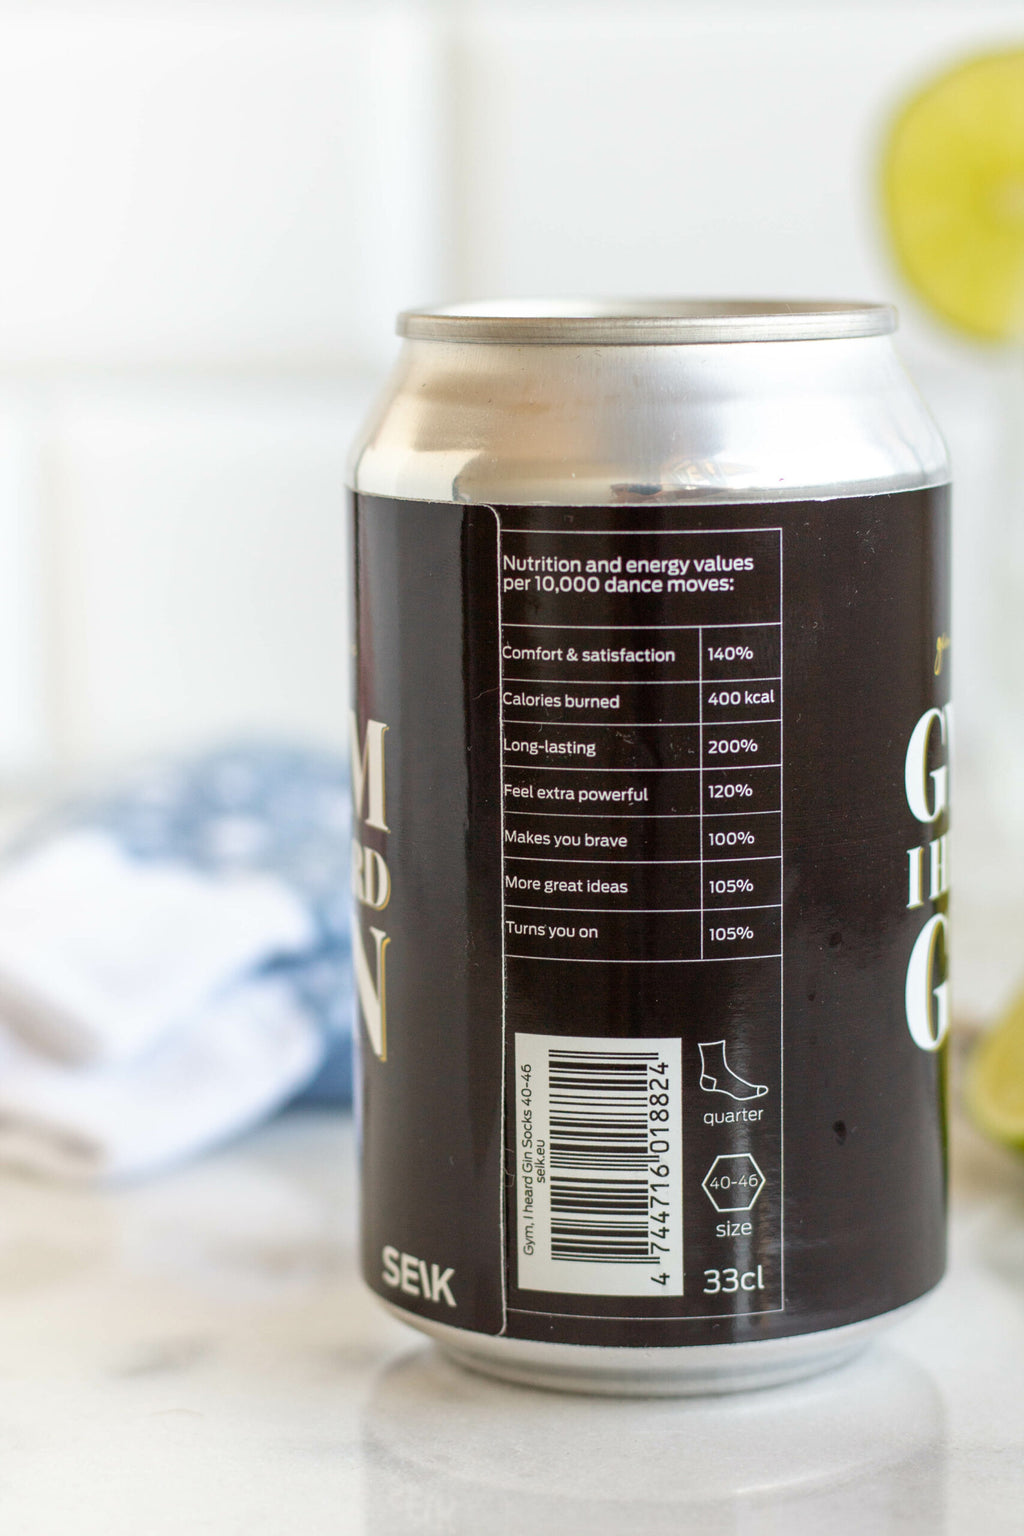 M
RD
N
SE\K
Nutrition and energy values
per 10,000 dance moves:
Comfort & satisfaction 140%
Calories burned 400 kcal
Long-lasting 200%
Feel extra powerful 120%
Makes you brave 100%
More great ideas 105%
Turns you on 105%
Gym, I heard Gin Socks 40-46
seik.eu
4 744716 018824
quarter
40-46
size
33cl
G
I H
G